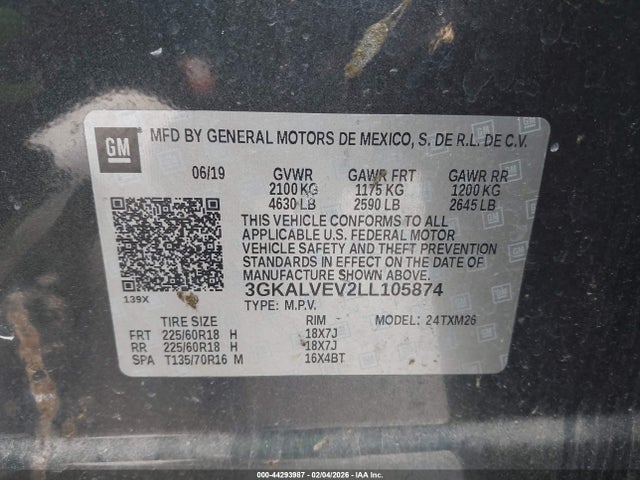 GM
MFD BY GENERAL MOTORS DE MEXICO, S. DE R.L. DE C.V.
06/19 GVWR GAWR FRT GAWR RR
2100 KG 1175 KG 1200 KG
4630 LB 2590 LB 2645 LB
THIS VEHICLE CONFORMS TO ALL
APPLICABLE U.S. FEDERAL MOTOR
VEHICLE SAFETY AND THEFT PREVENTION
STANDARDS IN EFFECT ON THE DATE OF
MANUFACTURE SHOWN ABOVE.
3GKALVEV2LL105874
139X
TYPE: M.P.V.
TIRE SIZE RIM MODEL: 24TXM26
FRT 225/60R18 H 18X7J
RR 225/60R18 H 18X7J
SPA T135/70R16 M 16X4BT
000-44293987 - 02/04/2026 - IAA Inc.